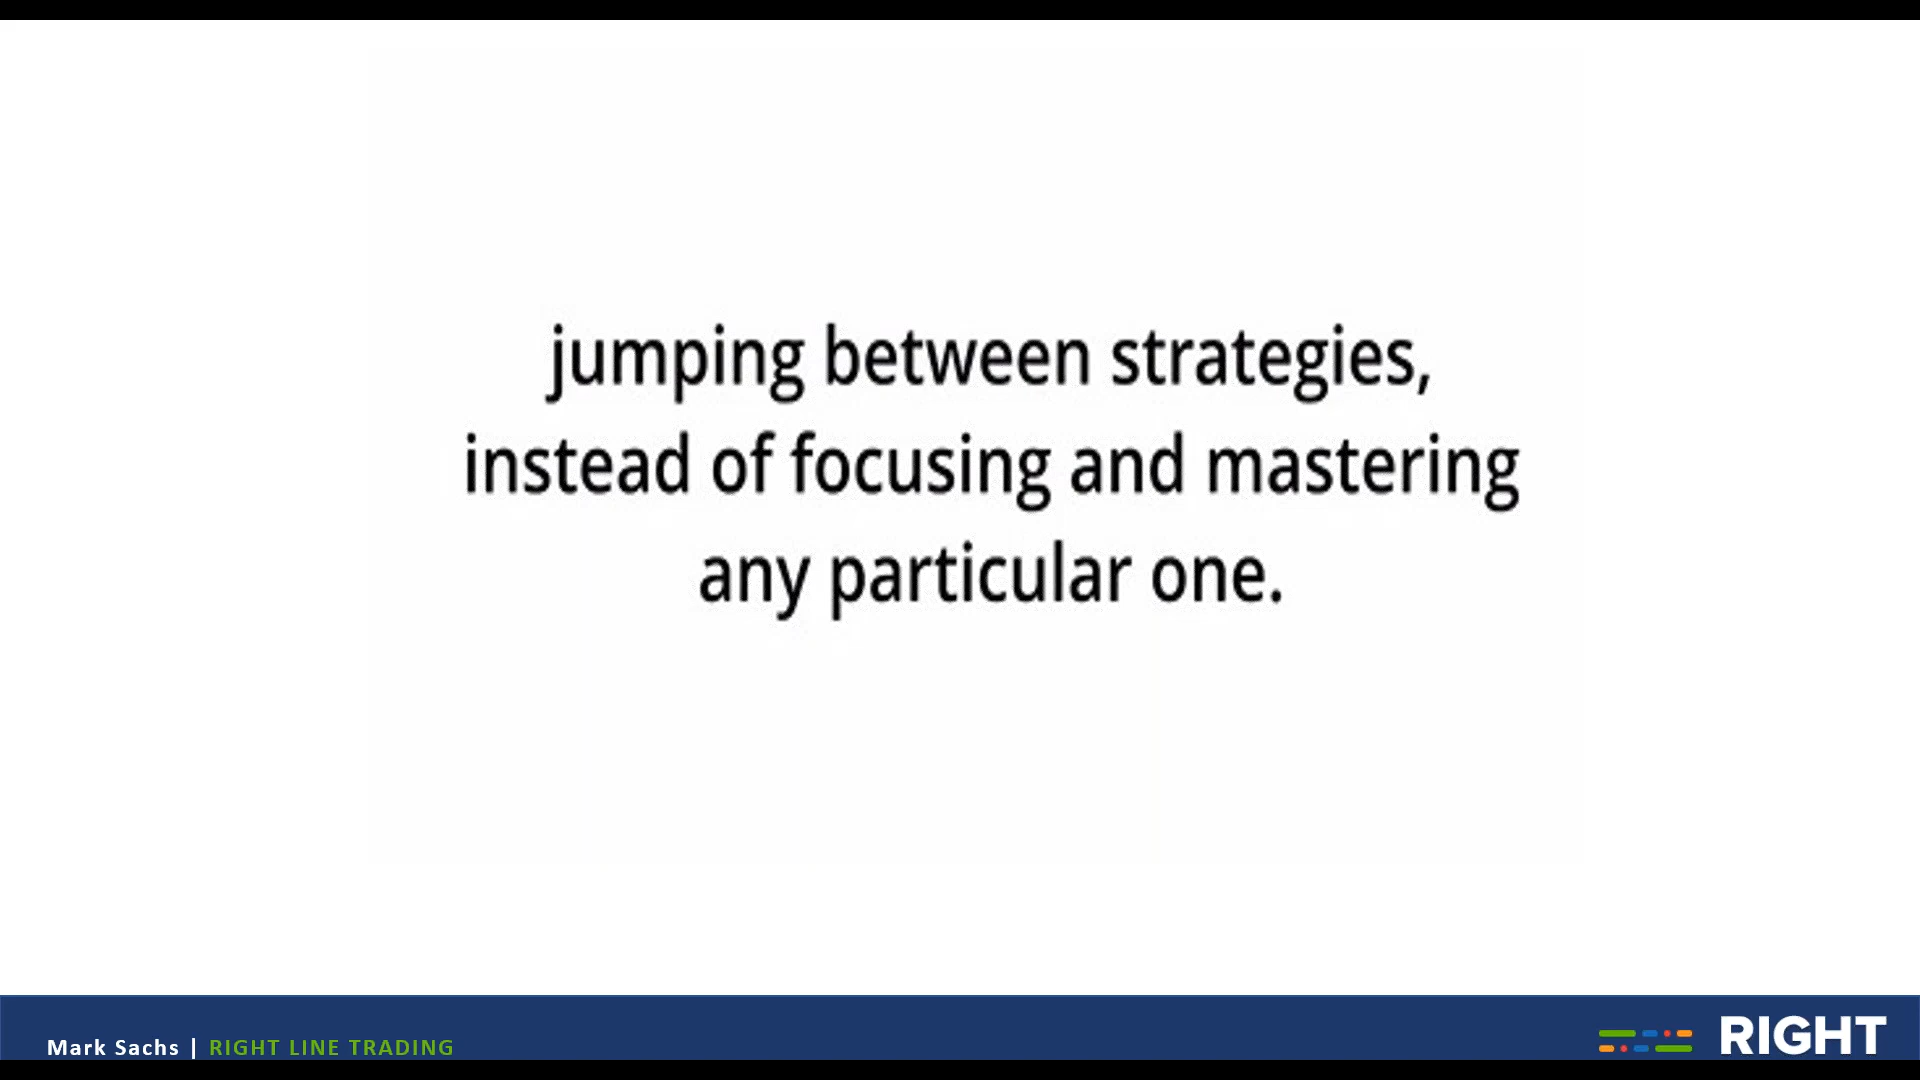 jumping between strategies,
instead of focusing and mastering
any particular one.
Mark Sachs | RIGHT LINE TRADING
RIGHT